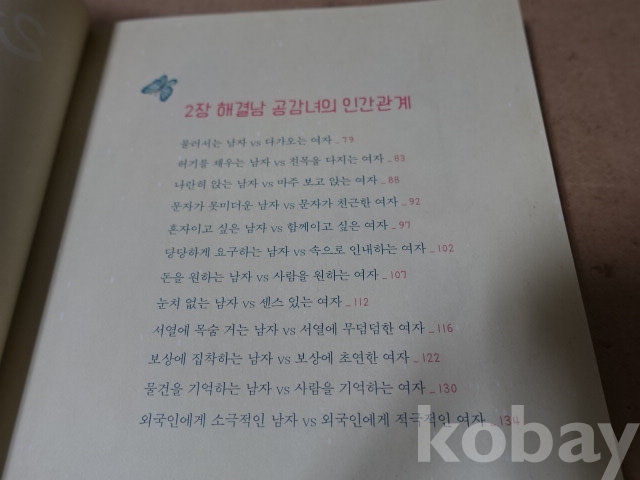 2장 해결남 공감녀의 인간관계
물러서는 남자 vs 다가오는 여자 _ 79
허기를 채우는 남자 vs 친목을 다지는 여자 _ 83
나란히 앉는 남자 vs 마주 보고 앉는 여자 _ 88
문자가 못미더운 남자 vs 문자가 친근한 여자 _ 92
혼자이고 싶은 남자 vs 함께이고 싶은 여자 _ 97
당당하게 요구하는 남자 vs 속으로 인내하는 여자 _ 102
돈을 원하는 남자 vs 사람을 원하는 여자 _ 107
눈치 없는 남자 vs 센스 있는 여자 _ 112
서열에 목숨 거는 남자 vs 서열에 무덤덤한 여자 _ 116
보상에 집착하는 남자 vs 보상에 초연한 여자 _ 122
물건을 기억하는 남자 vs 사람을 기억하는 여자 _ 130
외국인에게 소극적인 남자 vs 외국인에게 적극적인 여자 _ 134
kobay